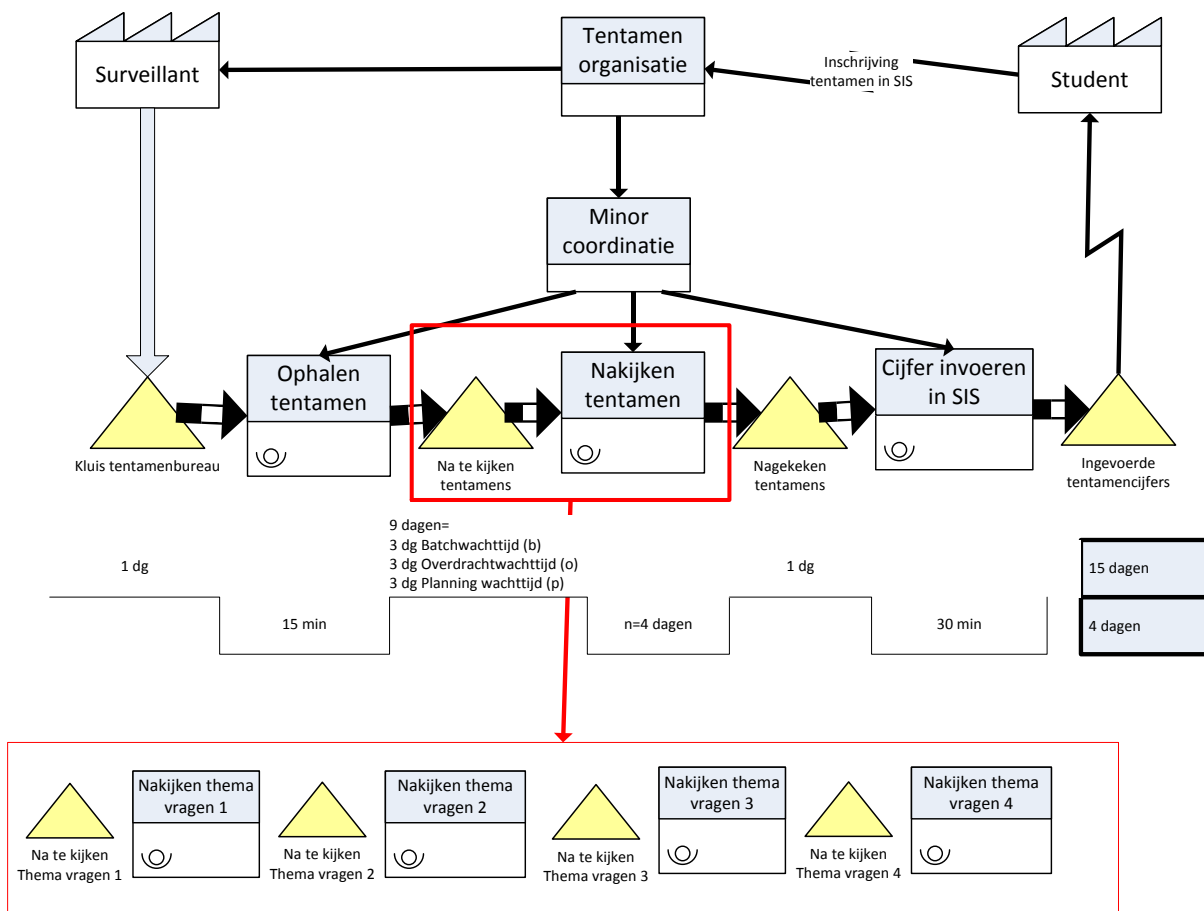 Surveillant
Tentamen
organisatie
Inschrijving
tentamen in SIS
Student
Minor
coordinatie
Ophalen
tentamen
Nakijken
tentamen
Cijfer invoeren
in SIS
Kluis tentamenbureau
Na te kijken
tentamens
Nagekeken
tentamens
Ingevoerde
tentamencijfers
1 dg
9 dagen=
3 dg Batchwachttijd (b)
3 dg Overdrachtwachttijd (o)
3 dg Planning wachttijd (p)
1 dg
15 dagen
15 min
n=4 dagen
30 min
4 dagen
Nakijken thema
vragen 1
Nakijken thema
vragen 2
Nakijken thema
vragen 3
Nakijken thema
vragen 4
Na te kijken
Thema vragen 1
Na te kijken
Thema vragen 2
Na te kijken
Thema vragen 3
Na te kijken
Thema vragen 4